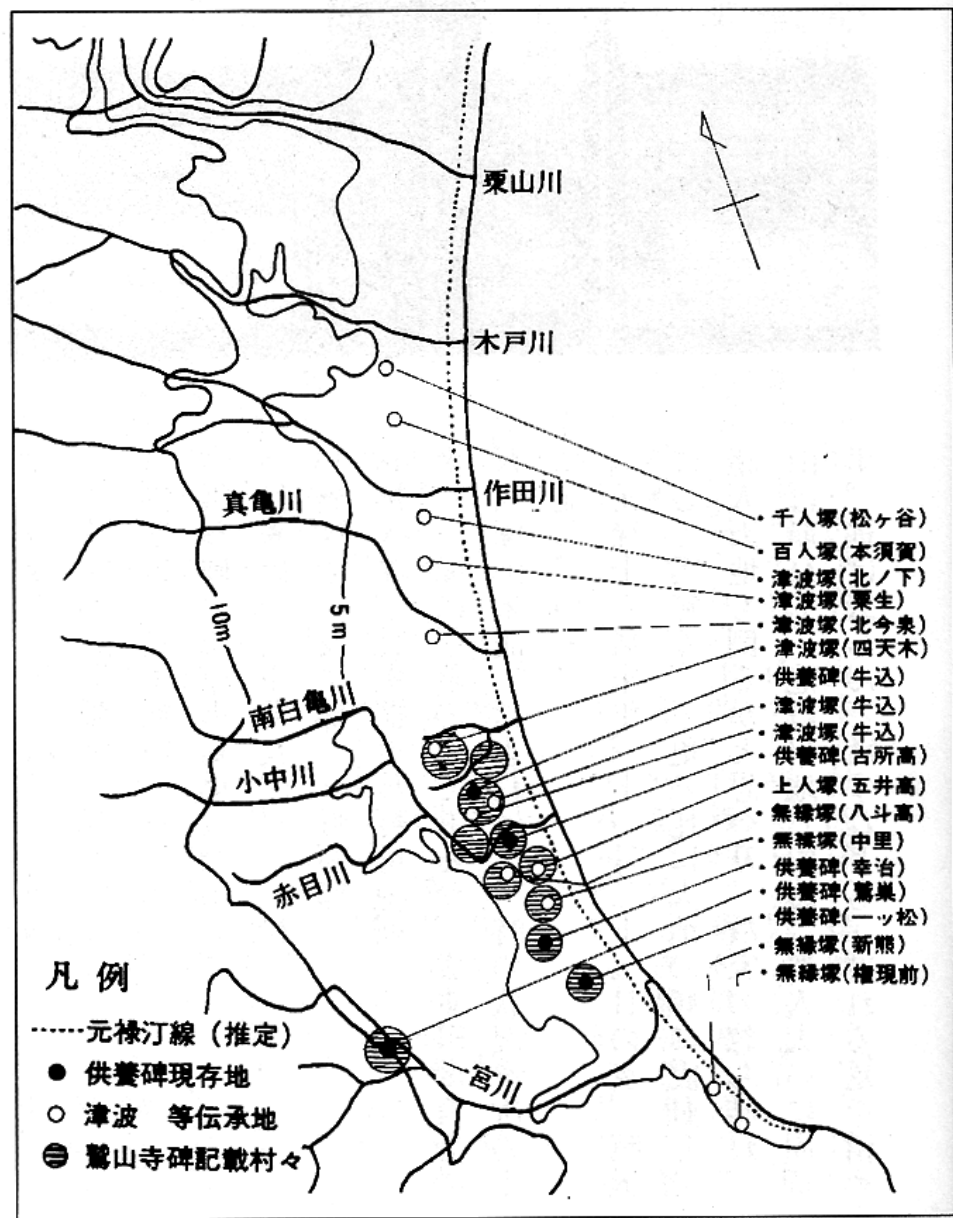 栗山川
木戸川
作田川
真亀川
10m
5m
南白亀川
小中川
赤目川
宮川
・千人塚(松ヶ谷)
・百人塚(本須賀)
・津波塚(北ノ下)
・津波塚(粟生)
・津波塚(北今泉)
・津波塚(四天木)
・供養碑(牛込)
・津波塚(牛込)
・津波塚(牛込)
・供養碑(古所高)
・上人塚(五井高)
・無縁塚(八斗高)
・無縁塚(中里)
・供養碑(幸治)
・供養碑(鷲巣)
・供養碑(一ッ松)
・無縁塚(新熊)
・無縁塚(権現前)
凡例
元禄汀線(推定)
供養碑現存地
津波 等伝承地
鷲山寺碑記載村々